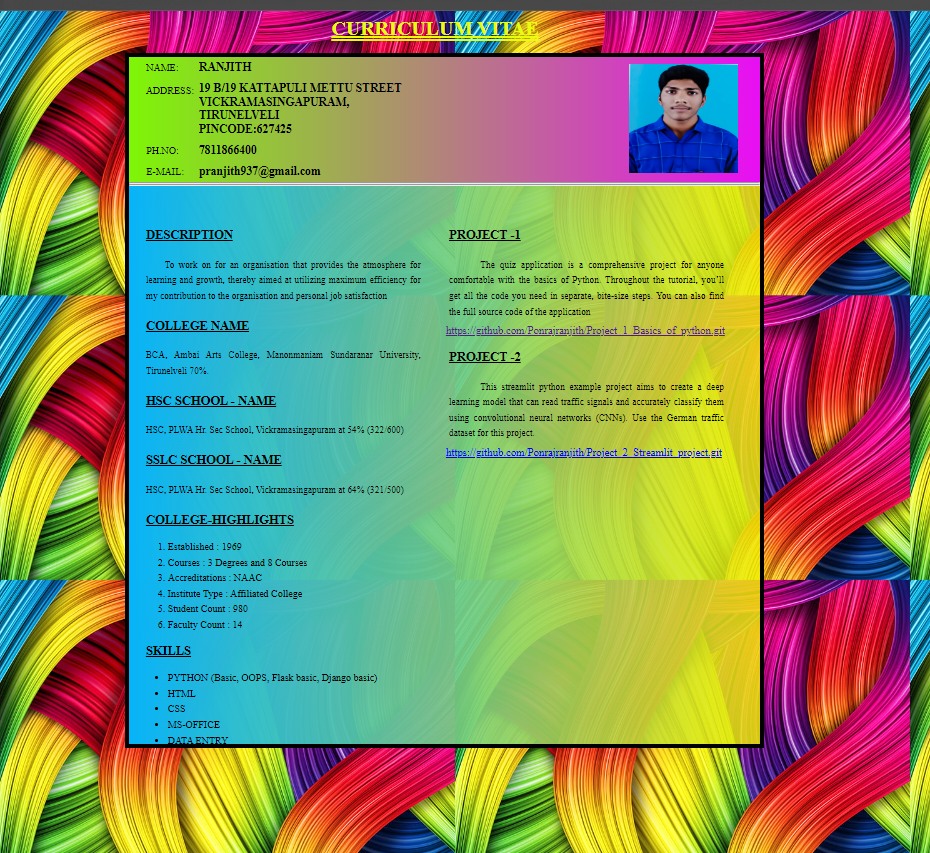 CURRICULUM VITAE
NAME: RANJITH
ADDRESS: 19 B/19 KATTAPULI METTU STREET
VICKRAMASINGAPURAM,
TIRUNELVELI
PINCODE:627425
PH.NO: 7811866400
E-MAIL: pranjith937@gmail.com
DESCRIPTION
To work on for an organisation that provides the atmosphere for
learning and growth, thereby aimed at utilizing maximum efficiency for
my contribution to the organisation and personal job satisfaction
COLLEGE NAME
BCA, Ambai Arts College, Manonmaniam Sundaranar University,
Tirunelveli 70%.
HSC SCHOOL - NAME
HSC, PLWA Hr. Sec School, Vickramasingapuram at 54% (322/600)
SSLC SCHOOL - NAME
HSC, PLWA Hr. Sec School, Vickramasingapuram at 64% (321/500)
COLLEGE-HIGHLIGHTS
1. Established : 1969
2. Courses : 3 Degrees and 8 Courses
3. Accreditations : NAAC
4. Institute Type : Affiliated College
5. Student Count : 980
6. Faculty Count : 14
SKILLS
• PYTHON (Basic, OOPS, Flask basic, Django basic)
• HTML
• CSS
• MS-OFFICE
• DATA ENTRY
PROJECT -1
The quiz application is a comprehensive project for anyone
comfortable with the basics of Python. Throughout the tutorial, you'll
get all the code you need in separate, bite-size steps. You can also find
the full source code of the application
https://github.com/Ponrajranjith/Project_1_Basics_of_python.git
PROJECT -2
This streamlit python example project aims to create a deep
learning model that can read traffic signals and accurately classify them
using convolutional neural networks (CNNs). Use the German traffic
dataset for this project.
https://github.com/Ponrajranjith/Project_2_Streamlit_project.git